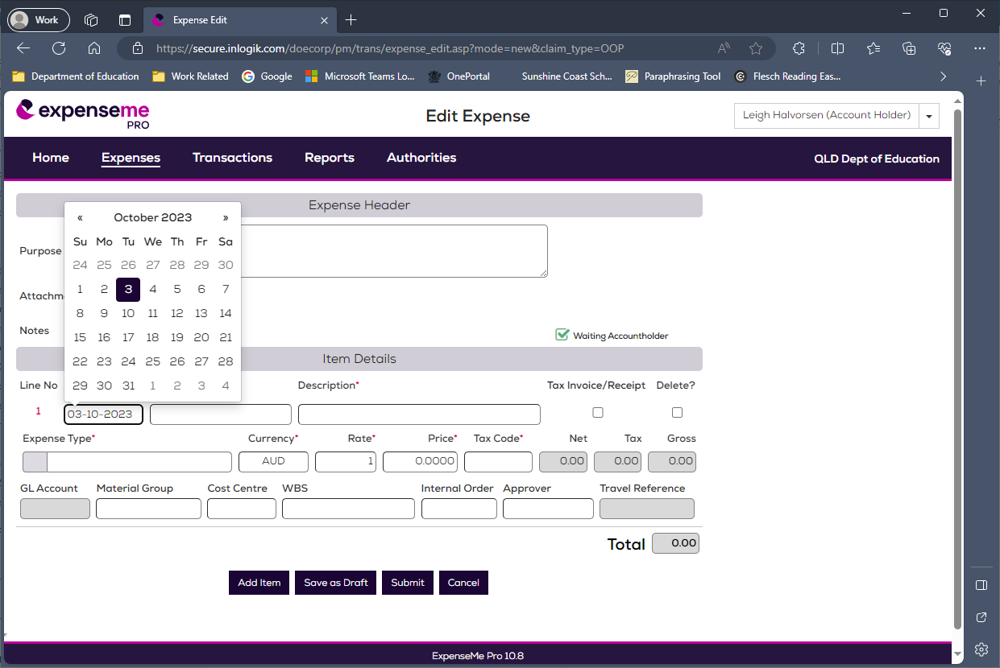 Work
Expense Edit
https://secure.inlogik.com/doecorp/pm/trans/expense_edit.asp?mode=new&claim_type=OOP
Department of Education Work Related Google Microsoft Teams Lo... OnePortal Sunshine Coast Sch... Paraphrasing Tool Flesch Reading Eas...
expenseme
PRO
Edit Expense
Leigh Halvorsen (Account Holder)
Home Expenses Transactions Reports Authorities QLD Dept of Education
Expense Header
« October 2023 »
Su Mo Tu We Th Fr Sa
24 25 26 27 28 29 30
1 2 3 4 5 6 7
8 9 10 11 12 13 14
15 16 17 18 19 20 21
22 23 24 25 26 27 28
29 30 31 1 2 3 4
Purpose
Attachm
Notes
Waiting Accountholder
Item Details
Line No Description* Tax Invoice/Receipt Delete?
1 03-10-2023
Expense Type* Currency* Rate* Price* Tax Code* Net Tax Gross
AUD 1 0.0000 0.00 0.00 0.00
GL Account Material Group Cost Centre WBS Internal Order Approver Travel Reference
Total 0.00
Add Item Save as Draft Submit Cancel
ExpenseMe Pro 10.8